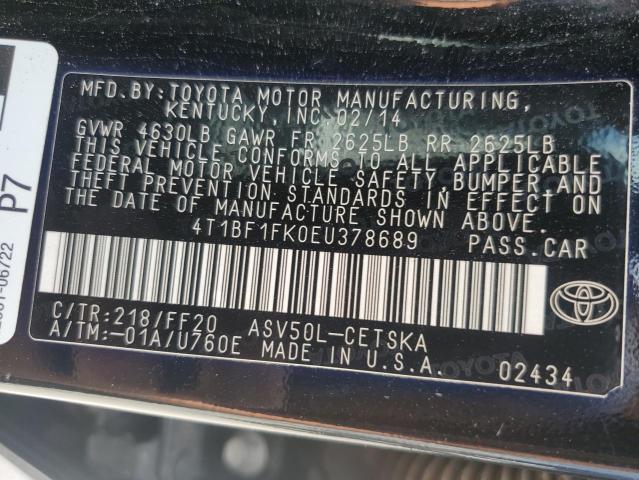 MFD.BY:TOYOTA MOTOR MANUFACTURING,
KENTUCKY, INC 02/14
GVWR 4630LB GAWR FR 2625LB RR 2625LB
THIS VEHICLE CONFORMS TO ALL APPLICABLE
FEDERAL MOTOR VEHICLE SAFETY, BUMPER, AND
THEFT PREVENTION STANDARDS IN EFFECT ON
THE DATE OF MANUFACTURE SHOWN ABOVE.
4T1BF1FK0EU378689 PASS.CAR
C/TR:218/FF20 ASV50L-CETSKA
A/TM:-01A/U760E MADE IN U.S.A.
02434
TOYOTA
P7